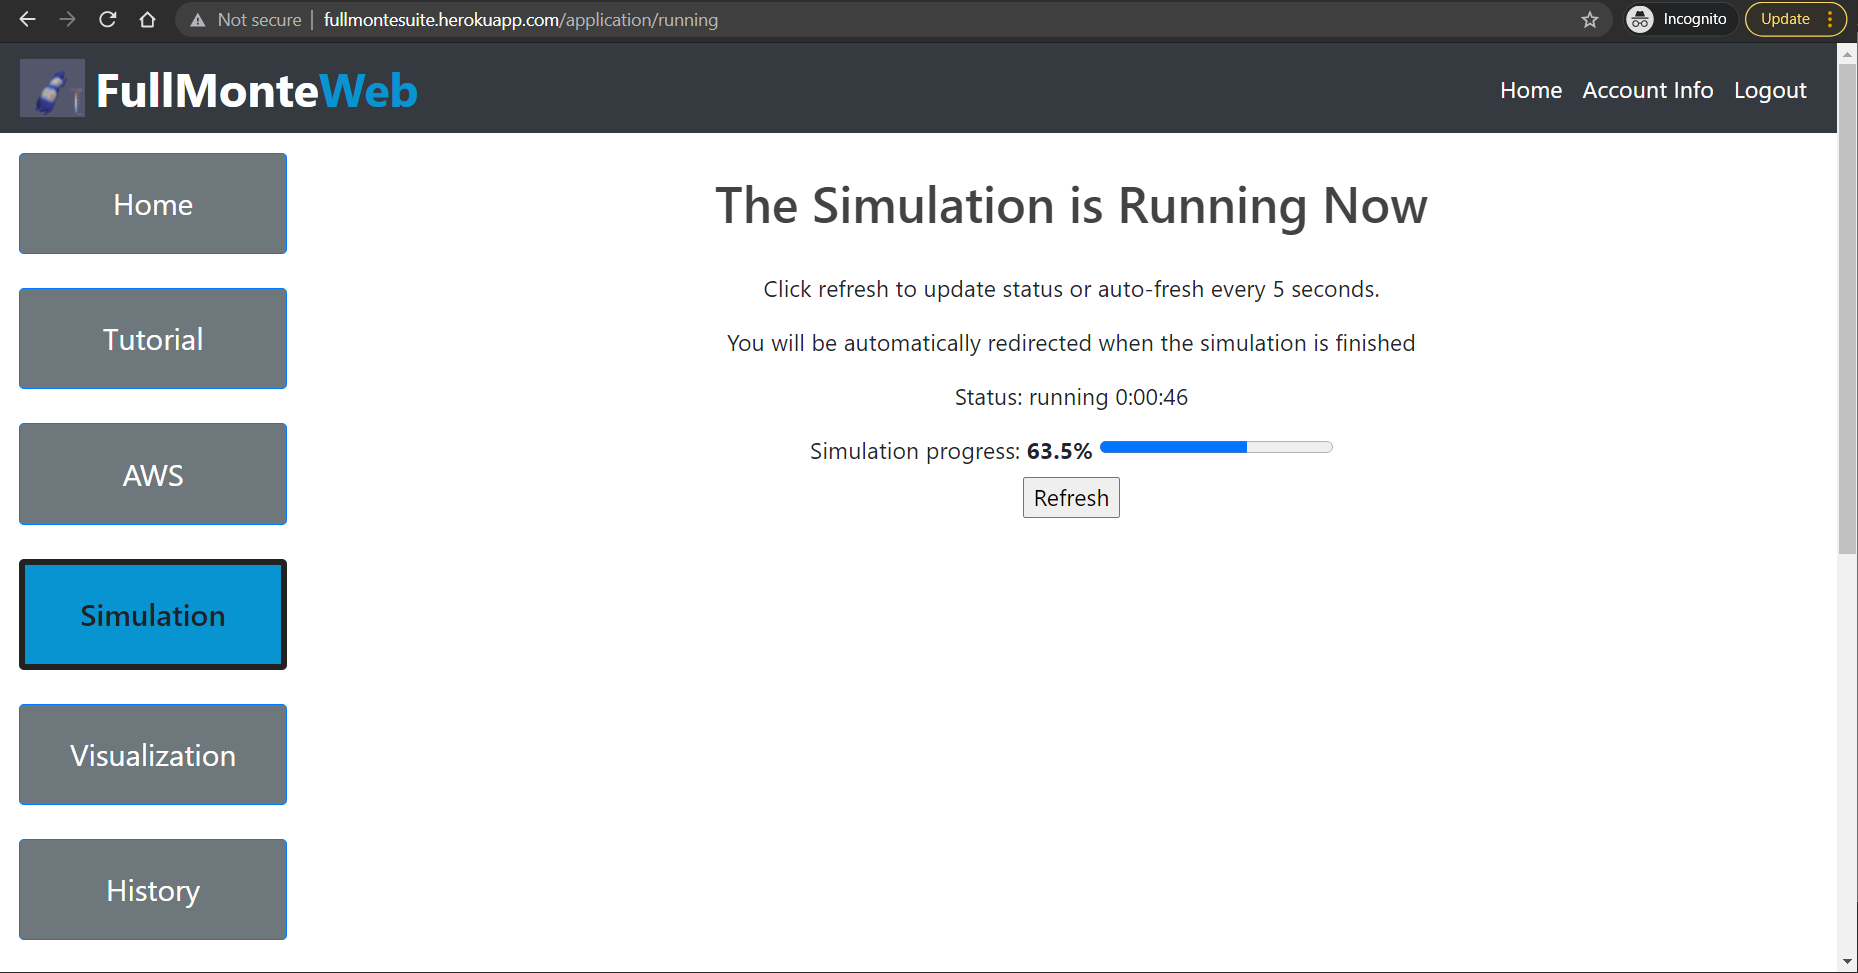 Not secure | fullmontesuite.herokuapp.com/application/running Incognito Update
FullMonteWeb Home Account Info Logout
Home
Tutorial
AWS
Simulation
Visualization
History
The Simulation is Running Now
Click refresh to update status or auto-fresh every 5 seconds.
You will be automatically redirected when the simulation is finished
Status: running 0:00:46
Simulation progress: 63.5%
Refresh